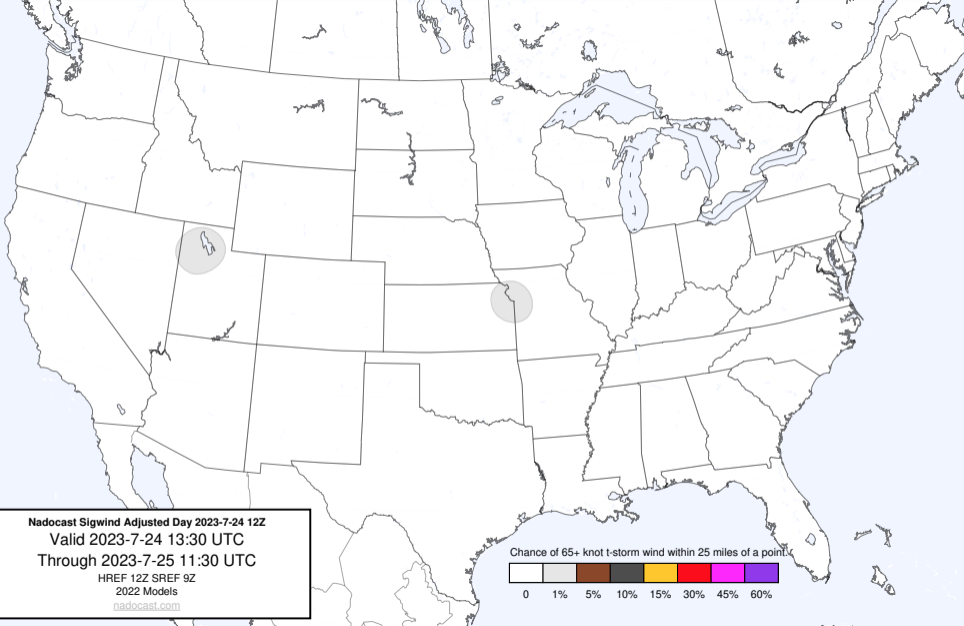 Nadocast Sigwind Adjusted Day 2023-7-24 12Z
Valid 2023-7-24 13:30 UTC
Through 2023-7-25 11:30 UTC
HREF 12Z SREF 9Z
2022 Models
nadocast.com
Chance of 65+ knot t-storm wind within 25 miles of a point.
0 1% 5% 10% 15% 30% 45% 60%